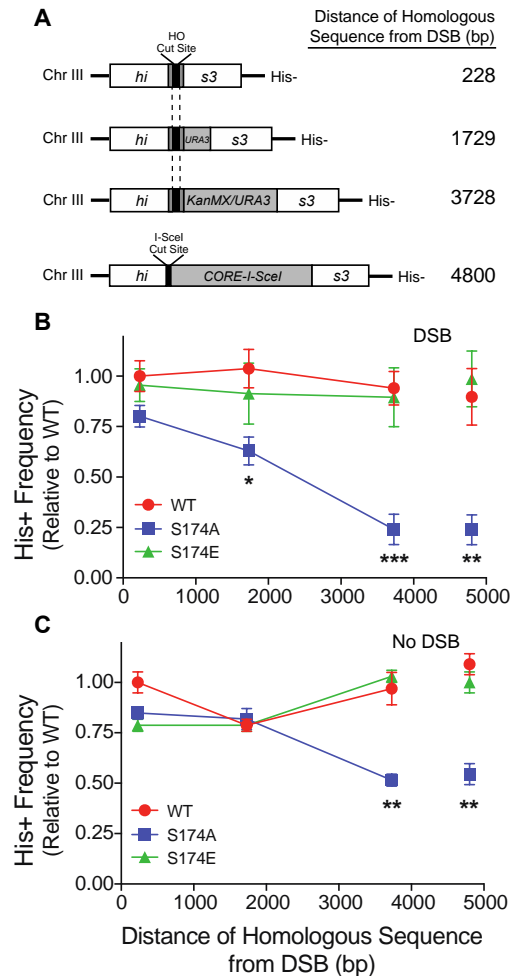 A
HO
Cut Site
Distance of Homologous
Sequence from DSB (bp)
Chr III hi s3 His- 228
Chr III hi URA3 s3 His- 1729
Chr III hi KanMX/URA3 s3 His- 3728
I-SceI
Cut Site
Chr III hi CORE-I-SceI s3 His- 4800
B
DSB
His+ Frequency
(Relative to WT)
1.00
0.75
0.50
0.25
0.00
WT
S174A
S174E
*
***
**
0 1000 2000 3000 4000 5000
C
No DSB
His+ Frequency
(Relative to WT)
1.00
0.75
0.50
0.25
0.00
WT
S174A
S174E
**
**
0 1000 2000 3000 4000 5000
Distance of Homologous Sequence
from DSB (bp)